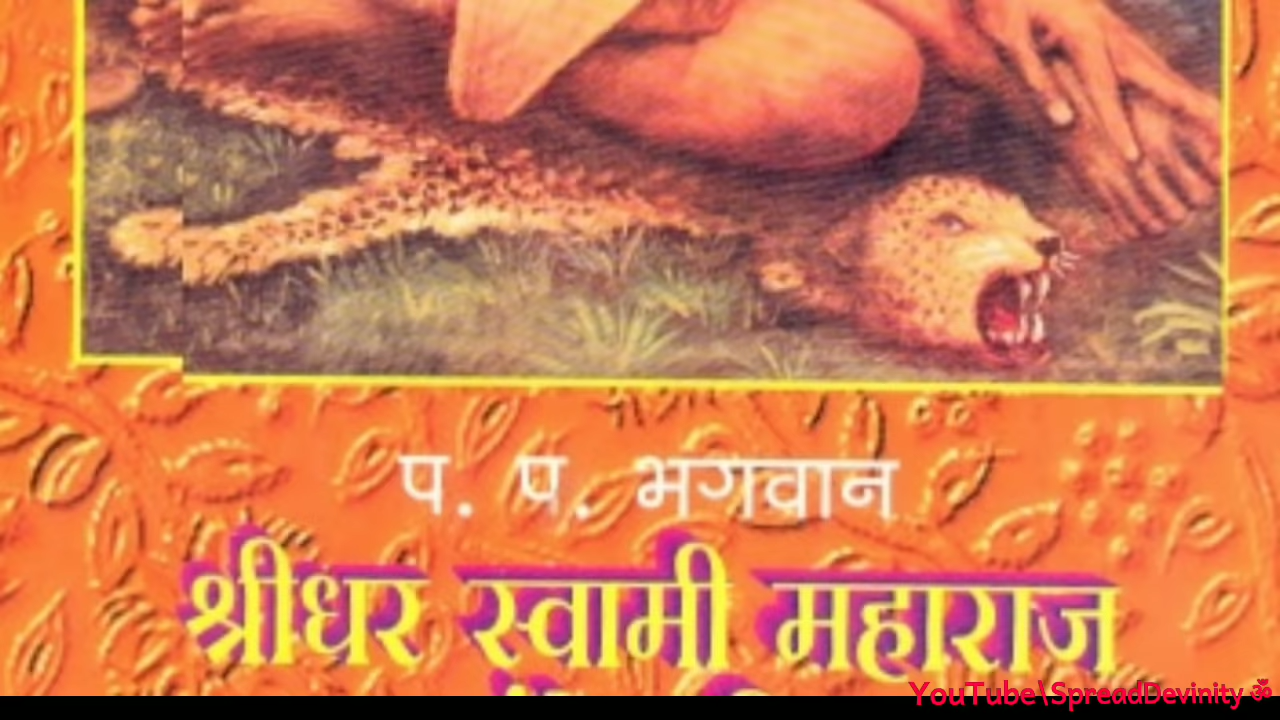 प. प्र. भगवान
श्रीधर स्वामी महाराज
YouTube\SpreadDevinity ॐ